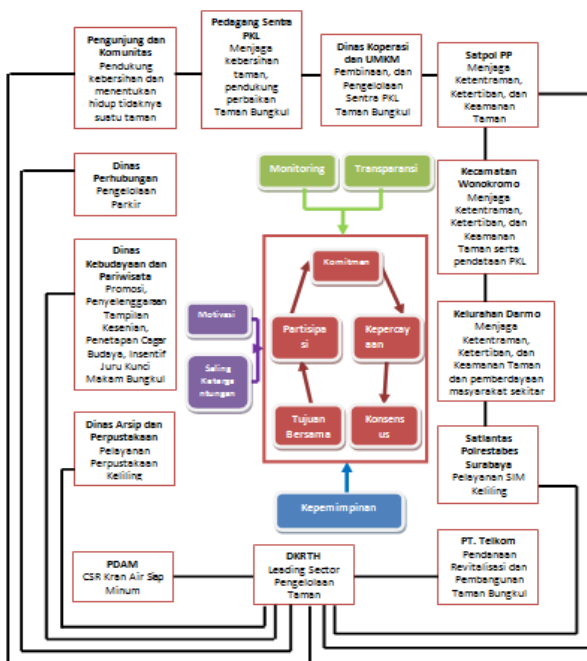 Pengunjung dan
Komunitas
Pendukung
kebersihan dan
menentukan
hidup tidaknya
suatu taman
Pedagang Sentra
PKL
Menjaga
kebersihan
taman,
pendukung
perbaikan
Taman Bungkul
Dinas Koperasi
dan UMKM
Pembinaan, dan
Pengelolaan
Sentra PKL
Taman Bungkul
Satpol PP
Menjaga
Ketentraman,
Ketertiban, dan
Keamanan
Taman
Dinas
Perhubungan
Pengelolaan
Parkir
Monitoring
Transparansi
Kecamatan
Wonokromo
Menjaga
Ketentraman,
Ketertiban, dan
Keamanan
Taman serta
pendataan PKL
Dinas
Kebudayaan dan
Pariwisata
Promosi,
Penyelenggaraan
Tampilan
Kesenian,
Penetapan Cagar
Budaya, Insentif
Juru Kunci
Makam Bungkul
Motivasi
Saling
Keterga
ntungan
Komitmen
Partisipa
si
Kepercay
aan
Tujuan
Bersama
Konsens
us
Kelurahan Darmo
Menjaga
Ketentraman,
Ketertiban, dan
Keamanan Taman
dan pemberdayaan
masyarakat sekitar
Dinas Arsip dan
Perpustakaan
Pelayanan
Perpustakaan
Keliling
Satlantas
Polrestabes
Surabaya
Pelayanan SIM
Keliling
Kepemimpinan
PDAM
CSR Kran Air Siap
Minum
DKRTH
Leading Sector
Pengelolaan
Taman
PT. Telkom
Pendanaan
Revitalisasi dan
Pembangunan
Taman Bungkul